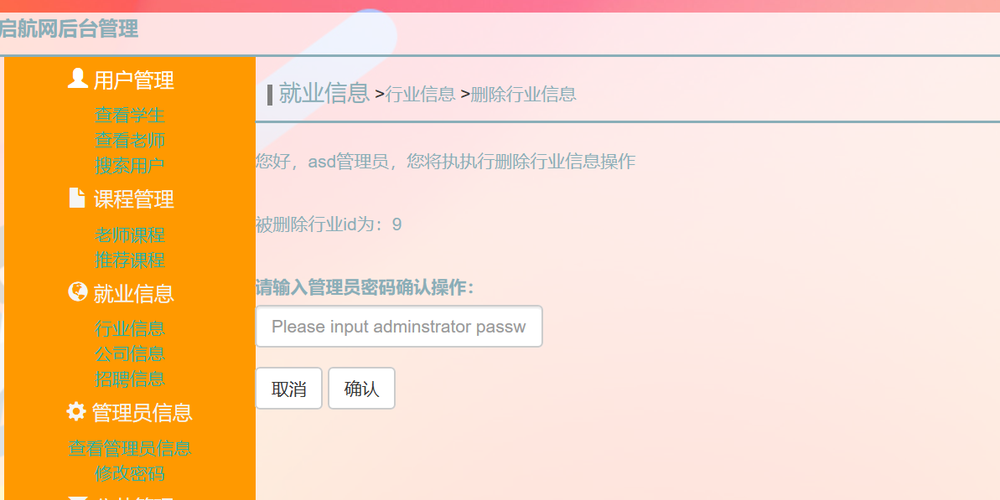 启航网后台管理
用户管理
查看学生
查看老师
搜索用户
课程管理
老师课程
推荐课程
就业信息
行业信息
公司信息
招聘信息
管理员信息
查看管理员信息
修改密码
就业信息 >行业信息 >删除行业信息
您好，asd管理员，您将执执行删除行业信息操作
被删除行业id为：9
请输入管理员密码确认操作：
Please input adminstrator passw
取消 确认